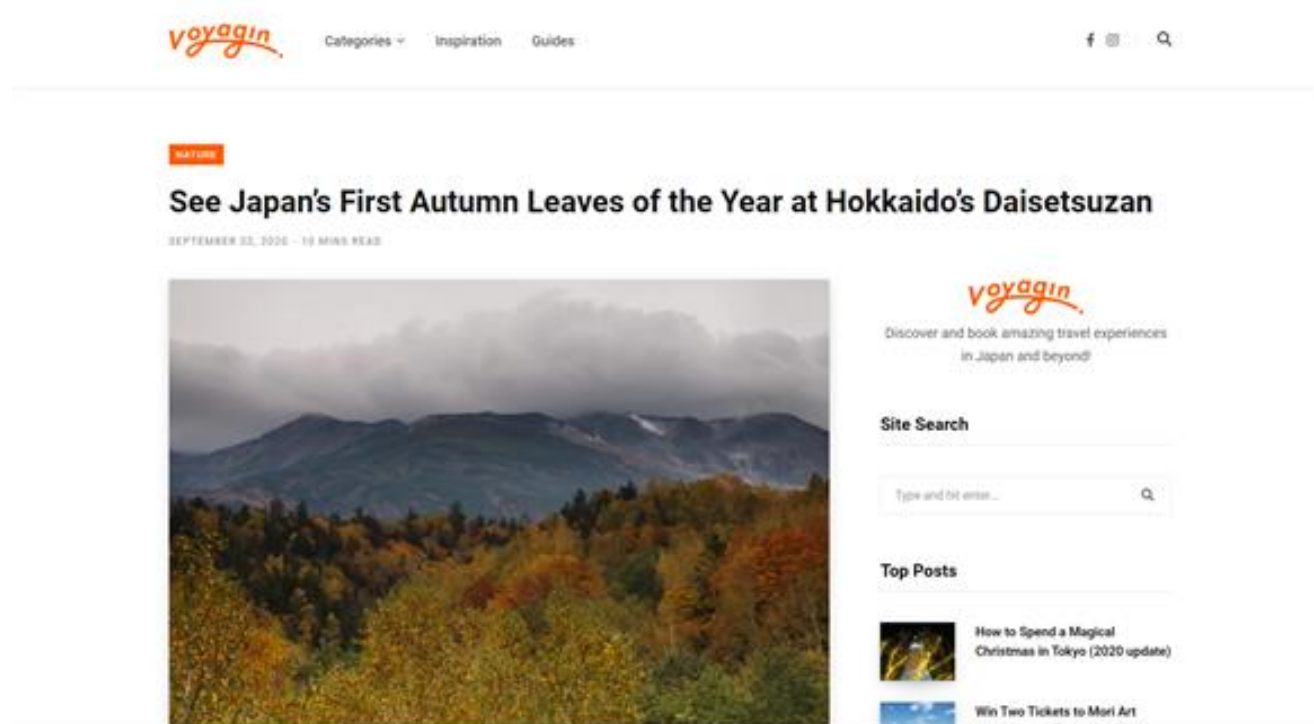 Voyagin
Categories
Inspiration
Guides
NATURE
See Japan's First Autumn Leaves of the Year at Hokkaido's Daisetsuzan
SEPTEMBER 2020 - 10 MINS READ
Voyagin
Discover and book amazing travel experiences
in Japan and beyond!
Site Search
Type and hit enter...
Top Posts
How to Spend a Magical
Christmas in Tokyo (2020 update)
Win Two Tickets to Mori Art